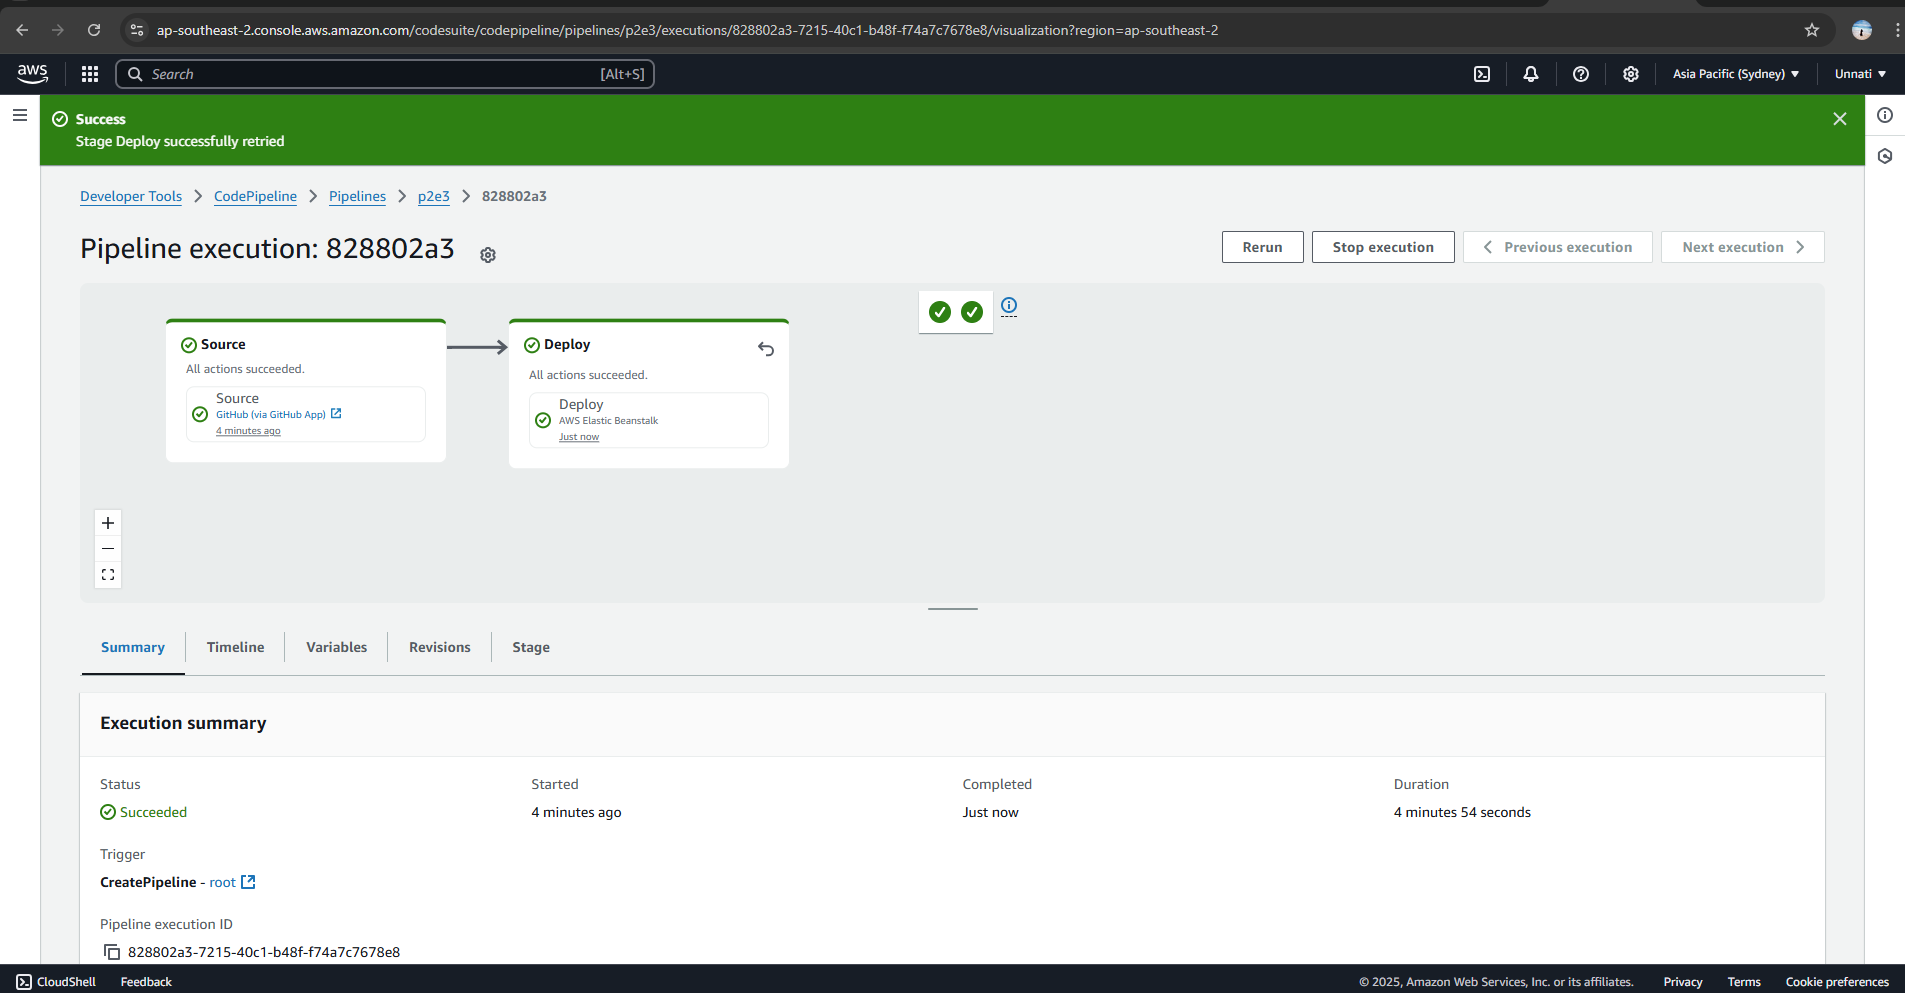 ap-southeast-2.console.aws.amazon.com/codesuite/codepipeline/pipelines/p2e3/executions/828802a3-7215-40c1-b48f-f74a7c7678e8/visualization?region=ap-southeast-2
aws
Search [Alt+S]
Asia Pacific (Sydney)
Unnati
Success
Stage Deploy successfully retried
Developer Tools
CodePipeline
Pipelines
p2e3
828802a3
Pipeline execution: 828802a3
Rerun
Stop execution
Previous execution
Next execution
Source
All actions succeeded.
Source
GitHub (via GitHub App)
4 minutes ago
Deploy
All actions succeeded.
Deploy
AWS Elastic Beanstalk
Just now
Summary
Timeline
Variables
Revisions
Stage
Execution summary
Status
Succeeded
Started
4 minutes ago
Completed
Just now
Duration
4 minutes 54 seconds
Trigger
CreatePipeline - root
Pipeline execution ID
828802a3-7215-40c1-b48f-f74a7c7678e8
CloudShell
Feedback
© 2025, Amazon Web Services, Inc. or its affiliates.
Privacy
Terms
Cookie preferences